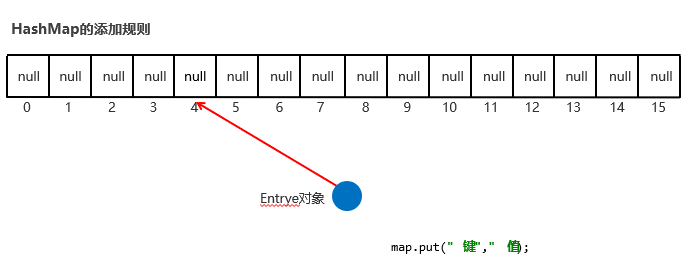 HashMap的添加规则
null null null null null null null null null null null null null null null null
0 1 2 3 4 5 6 7 8 9 10 11 12 13 14 15
Entrve对象
map.put(" 键"," 值");